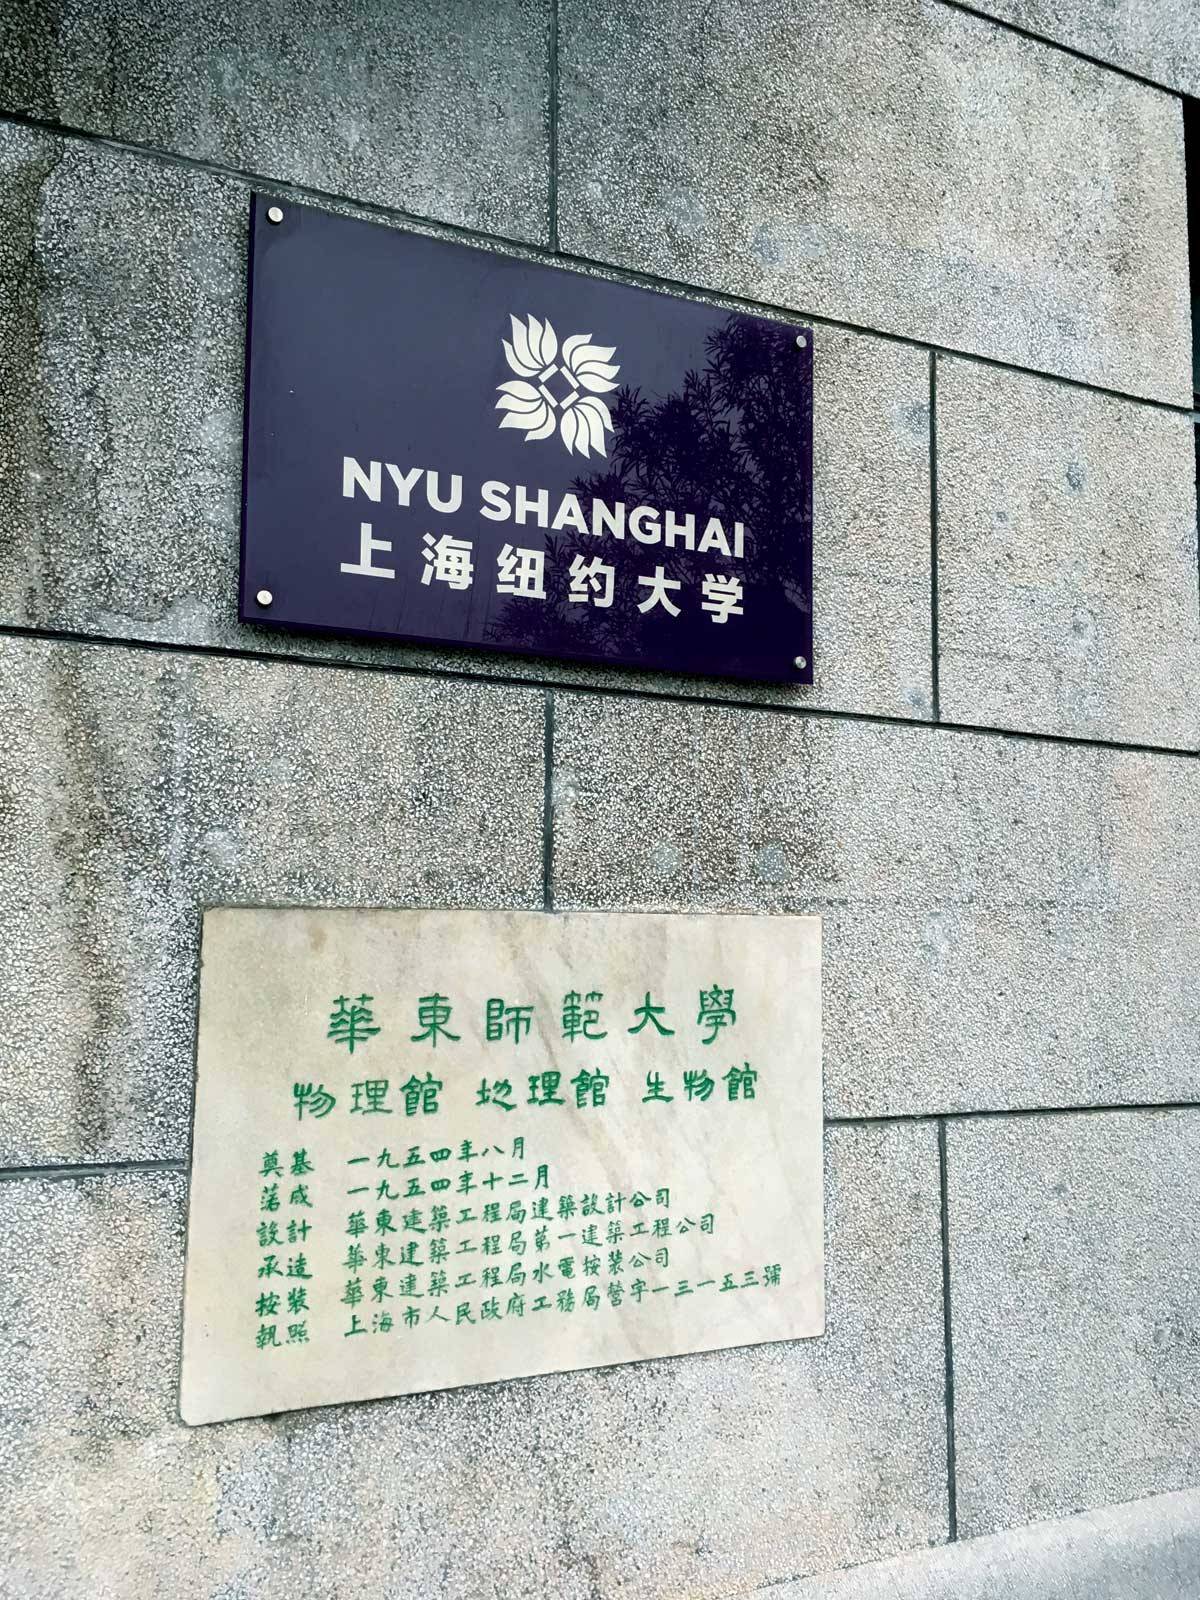 NYU SHANGHAI
上海纽约大学
華東師範大學
物理館 地理館 生物館
奠基 一九五四年八月
落成 一九五四年十二月
設計 華東建築工程局建築設計公司
承造 華東建築工程局第一建築工程公司
按裝 華東建築工程局水電按裝公司
執照 上海市人民政府工務局營字一三一五三號